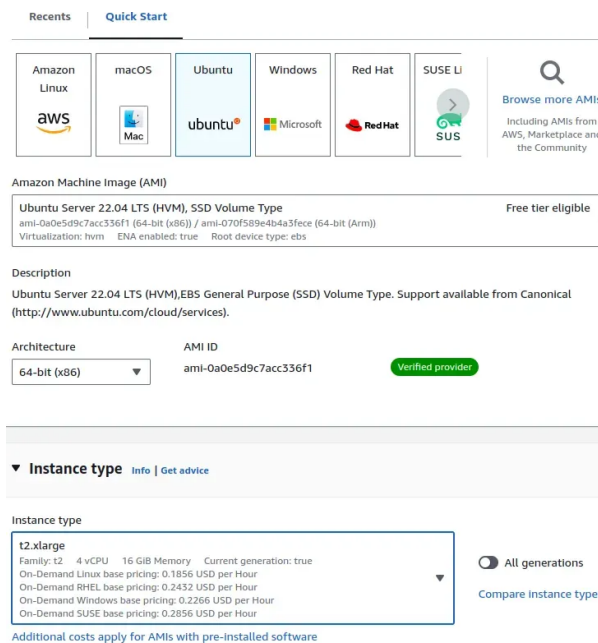 Recents
Quick Start
Amazon
Linux
aws
macOS
Mac
Ubuntu
ubuntu
Windows
Microsoft
Red Hat
Red Hat
SUSE Li
SUS
Browse more AMIs
Including AMIs from
AWS, Marketplace and
the Community
Amazon Machine Image (AMI)
Ubuntu Server 22.04 LTS (HVM), SSD Volume Type
Free tier eligible
ami-0a0e5d9c7acc336f1 (64-bit (x86)) / ami-070f589e4b4a3fece (64-bit (Arm))
Virtualization: hvm ENA enabled: true Root device type: ebs
Description
Ubuntu Server 22.04 LTS (HVM),EBS General Purpose (SSD) Volume Type. Support available from Canonical
(http://www.ubuntu.com/cloud/services).
Architecture
AMI ID
64-bit (x86)
ami-0a0e5d9c7acc336f1
Verified provider
Instance type Info | Get advice
Instance type
t2.xlarge
Family: t2 4 vCPU 16 GiB Memory Current generation: true
On-Demand Linux base pricing: 0.1856 USD per Hour
On-Demand RHEL base pricing: 0.2432 USD per Hour
On-Demand Windows base pricing: 0.2266 USD per Hour
On-Demand SUSE base pricing: 0.2856 USD per Hour
All generations
Compare instance type
Additional costs apply for AMIs with pre-installed software